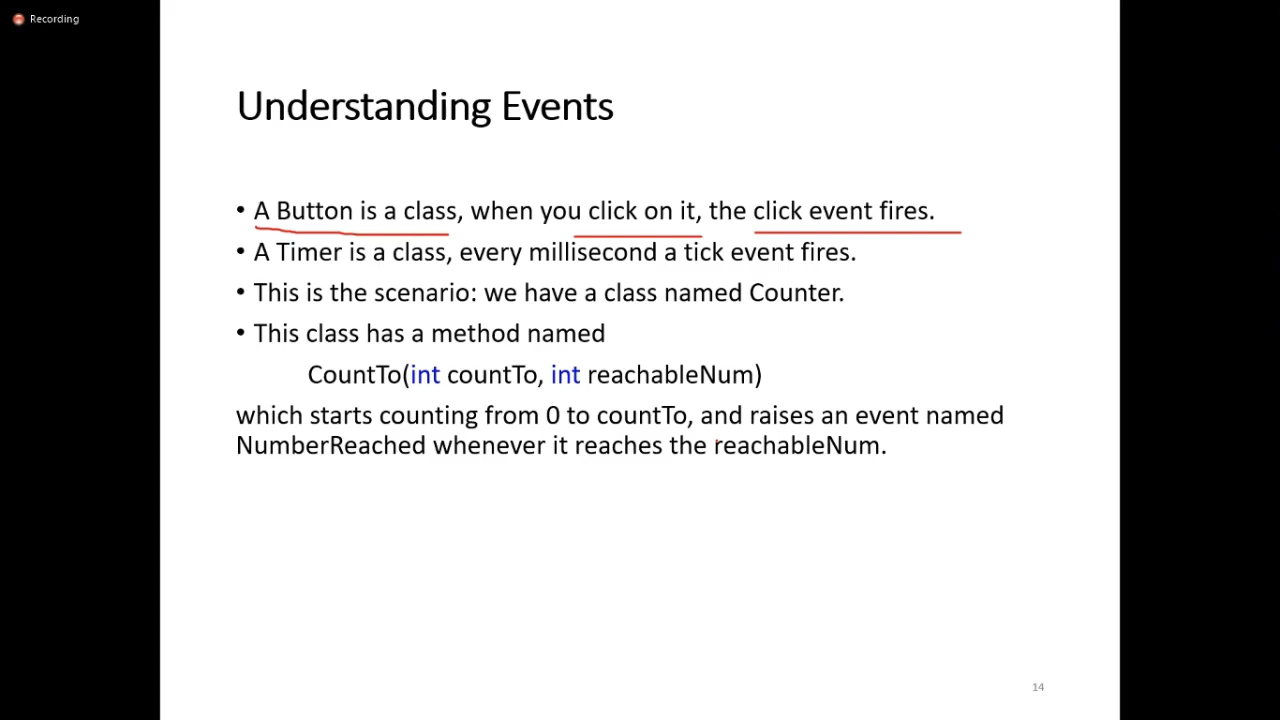 Recording
Understanding Events
• A Button is a class, when you click on it, the click event fires.
• A Timer is a class, every millisecond a tick event fires.
• This is the scenario: we have a class named Counter.
• This class has a method named
CountTo(int countTo, int reachableNum)
which starts counting from 0 to countTo, and raises an event named
NumberReached whenever it reaches the reachableNum.
14